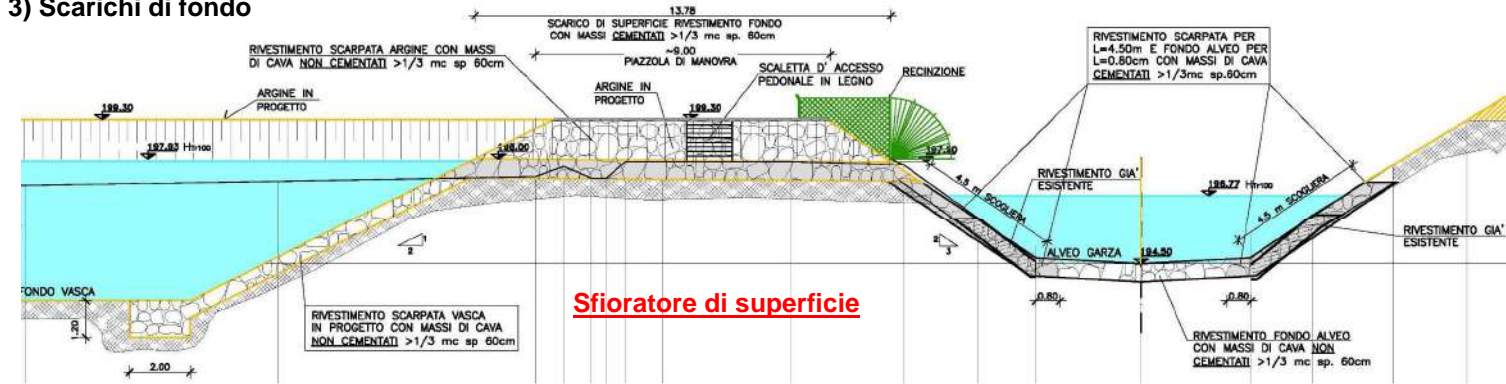 3) Scarichi di fondo
13.75
SCARICO DI SUPERFICIE RIVESTIMENTO FONDO
CON MASSI CEMENTATI >1/3 mc sp. 60cm
~9.00
PIAZZOLA DI MANOVRA
RIVESTIMENTO SCARPATA ARGINE CON MASSI
DI CAVA NON CEMENTATI >1/3 mc sp 60cm
SCALETTA D' ACCESSO
PEDONALE IN LEGNO
RECINZIONE
RIVESTIMENTO SCARPATA PER
L=4.50m E FONDO ALVEO PER
L=0.80cm CON MASSI DI CAVA
CEMENTATI >1/3mc sp.60cm
199.30
ARGINE IN
PROGETTO
ARGINE IN
PROGETTO
199.30
197.93 HTr100
198.00
197.90
4.5 m SCOGLIERA
RIVESTIMENTO GIA'
ESISTENTE
196.77 HTr100
4.5 m SCOGLIERA
RIVESTIMENTO GIA'
ESISTENTE
1
2
2
3
ALVEO GARZA
194.50
FONDO VASCA
1.20
2.00
RIVESTIMENTO SCARPATA VASCA
IN PROGETTO CON MASSI DI CAVA
NON CEMENTATI >1/3 mc sp 60cm
Sfioratore di superficie
0.80
0.80
RIVESTIMENTO FONDO ALVEO
CON MASSI DI CAVA NON
CEMENTATI >1/3 mc sp. 60cm